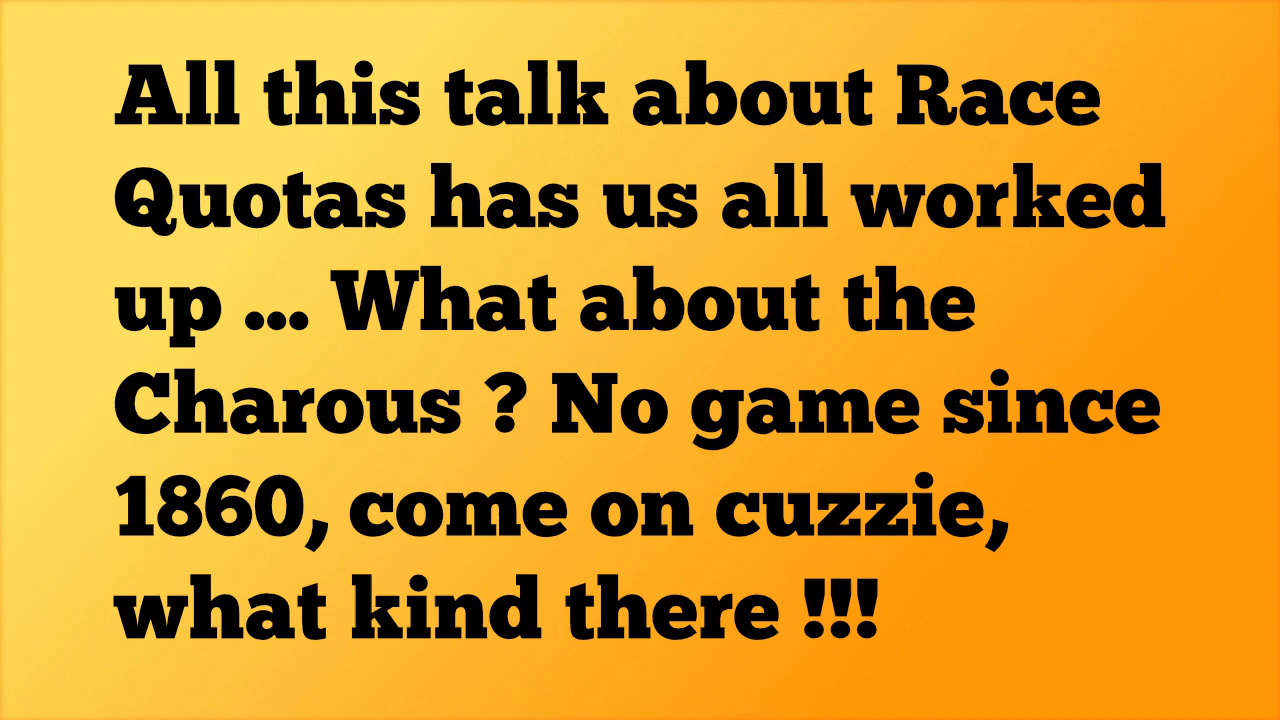 All this talk about Race
Quotas has us all worked
up ... What about the
Charous ? No game since
1860, come on cuzzie,
what kind there !!!